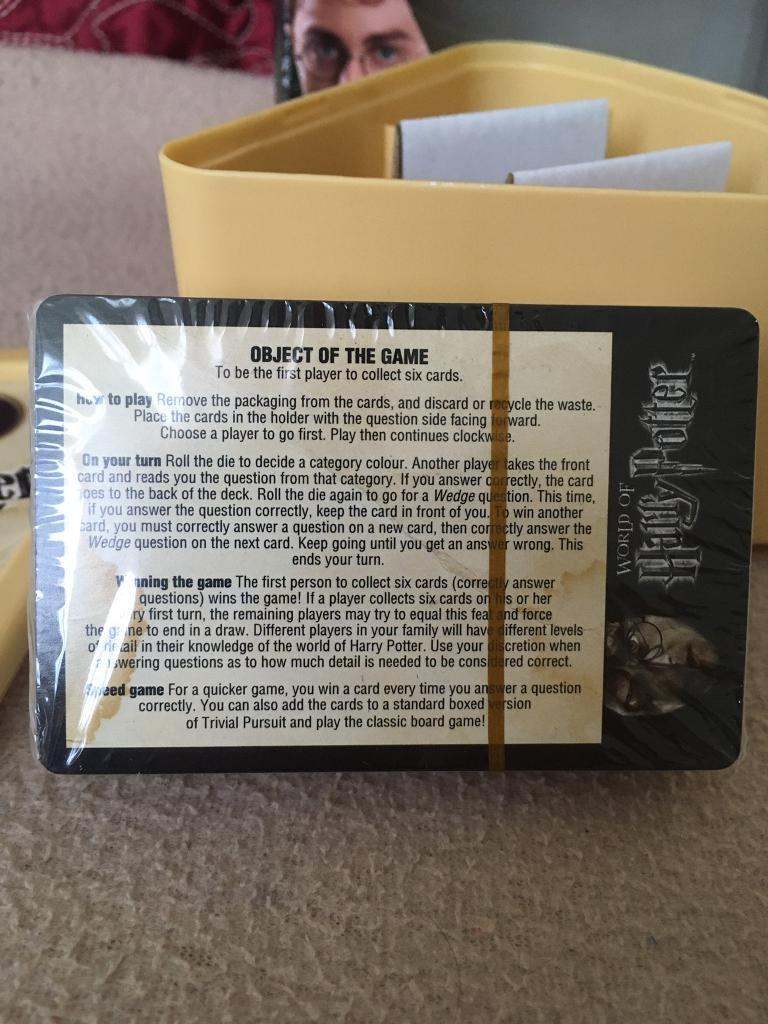 OBJECT OF THE GAME
To be the first player to collect six cards.
How to play Remove the packaging from the cards, and discard or recycle the waste.
Place the cards in the holder with the question side facing forward.
Choose a player to go first. Play then continues clockwise.
On your turn Roll the die to decide a category colour. Another player takes the front
card and reads you the question from that category. If you answer correctly, the card
goes to the back of the deck. Roll the die again to go for a Wedge question. This time,
if you answer the question correctly, keep the card in front of you. To win another
card, you must correctly answer a question on a new card, then correctly answer the
Wedge question on the next card. Keep going until you get an answer wrong. This
ends your turn.
Winning the game The first person to collect six cards (correctly answer
questions) wins the game! If a player collects six cards on his or her
very first turn, the remaining players may try to equal this feat and force
the game to end in a draw. Different players in your family will have different levels
of detail in their knowledge of the world of Harry Potter. Use your discretion when
answering questions as to how much detail is needed to be considered correct.
Speed game For a quicker game, you win a card every time you answer a question
correctly. You can also add the cards to a standard boxed version
of Trivial Pursuit and play the classic board game!
WORLD OF
Harry Potter™